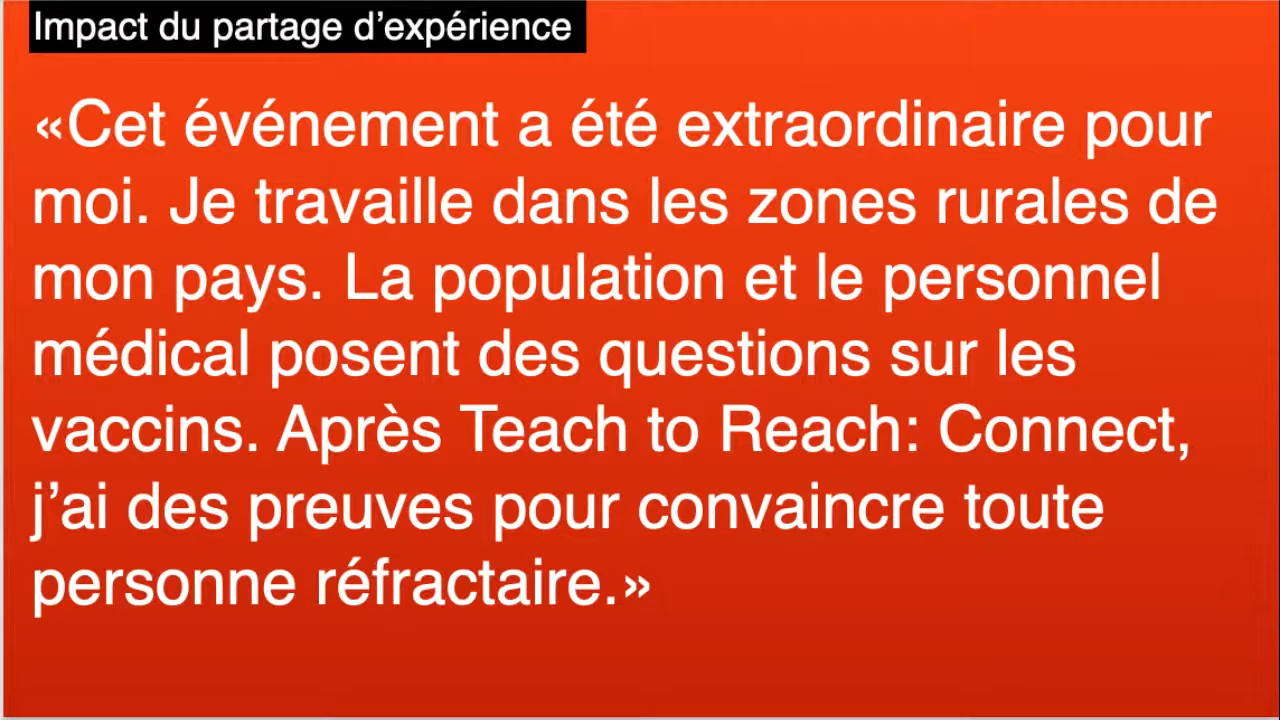 Impact du partage d’expérience
«Cet événement a été extraordinaire pour
moi. Je travaille dans les zones rurales de
mon pays. La population et le personnel
médical posent des questions sur les
vaccins. Après Teach to Reach: Connect,
j’ai des preuves pour convaincre toute
personne réfractaire.»